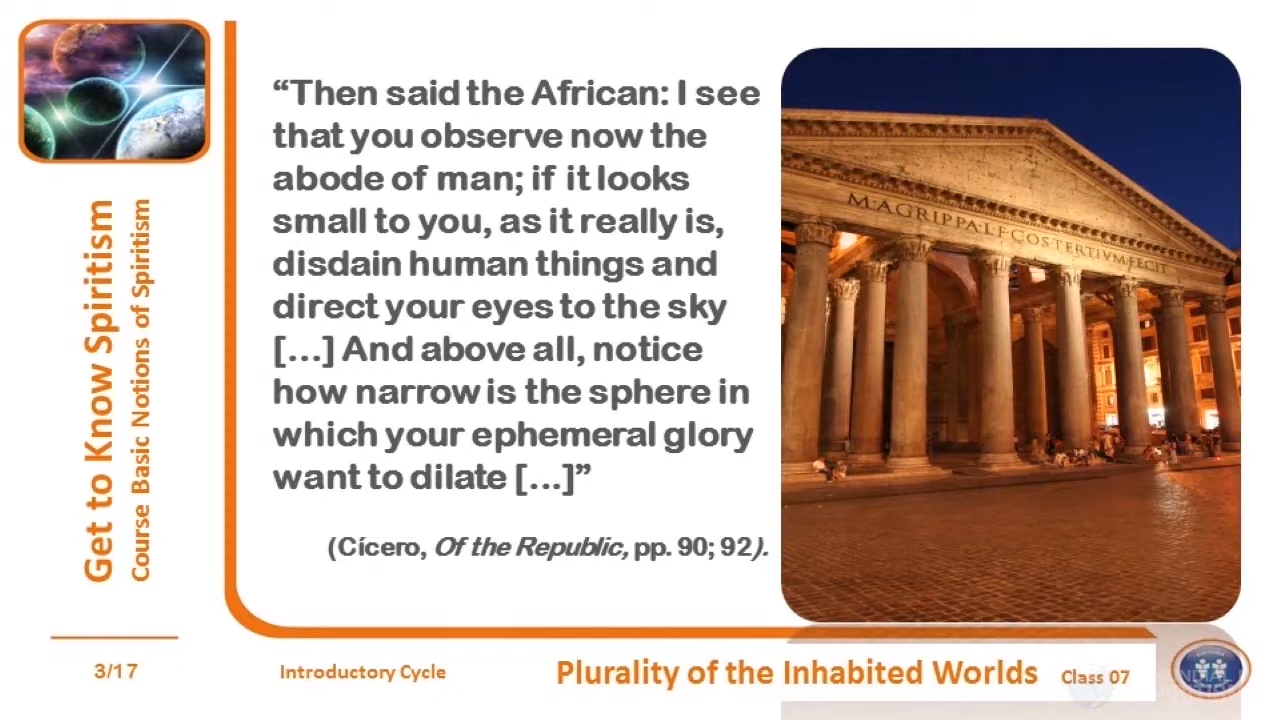 Get to Know Spiritism
Course Basic Notions of Spiritism
“Then said the African: I see
that you observe now the
abode of man; if it looks
small to you, as it really is,
disdain human things and
direct your eyes to the sky
[...] And above all, notice
how narrow is the sphere in
which your ephemeral glory
want to dilate [...]”
(Cícero, Of the Republic, pp. 90; 92).
M·AGRIPPA·L·F·COS·TERTIVM·FECIT
3/17
Introductory Cycle
Plurality of the Inhabited Worlds
Class 07